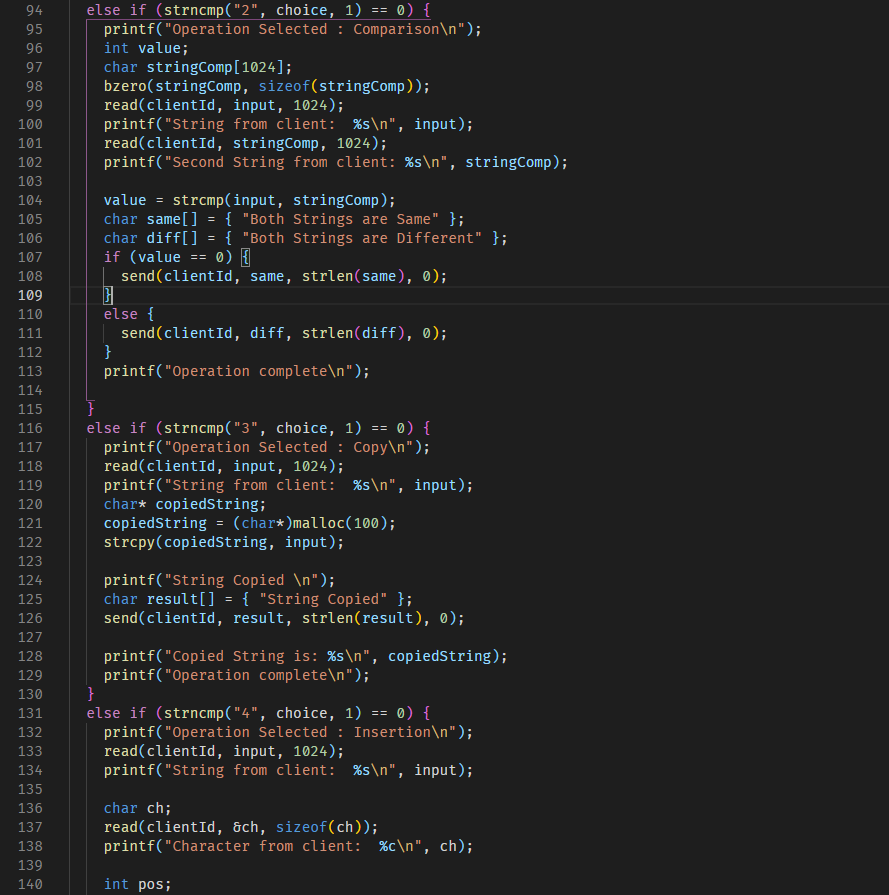 94 else if (strncmp("2", choice, 1) == 0) {
95 printf("Operation Selected : Comparison\n");
96 int value;
97 char stringComp[1024];
98 bzero(stringComp, sizeof(stringComp));
99 read(clientId, input, 1024);
100 printf("String from client:  %s\n", input);
101 read(clientId, stringComp, 1024);
102 printf("Second String from client: %s\n", stringComp);
103
104 value = strcmp(input, stringComp);
105 char same[] = { "Both Strings are Same" };
106 char diff[] = { "Both Strings are Different" };
107 if (value == 0) {
108 send(clientId, same, strlen(same), 0);
109 }
110 else {
111 send(clientId, diff, strlen(diff), 0);
112 }
113 printf("Operation complete\n");
114
115 }
116 else if (strncmp("3", choice, 1) == 0) {
117 printf("Operation Selected : Copy\n");
118 read(clientId, input, 1024);
119 printf("String from client:  %s\n", input);
120 char* copiedString;
121 copiedString = (char*)malloc(100);
122 strcpy(copiedString, input);
123
124 printf("String Copied \n");
125 char result[] = { "String Copied" };
126 send(clientId, result, strlen(result), 0);
127
128 printf("Copied String is: %s\n", copiedString);
129 printf("Operation complete\n");
130 }
131 else if (strncmp("4", choice, 1) == 0) {
132 printf("Operation Selected : Insertion\n");
133 read(clientId, input, 1024);
134 printf("String from client:  %s\n", input);
135
136 char ch;
137 read(clientId, &ch, sizeof(ch));
138 printf("Character from client:  %c\n", ch);
139
140 int pos;